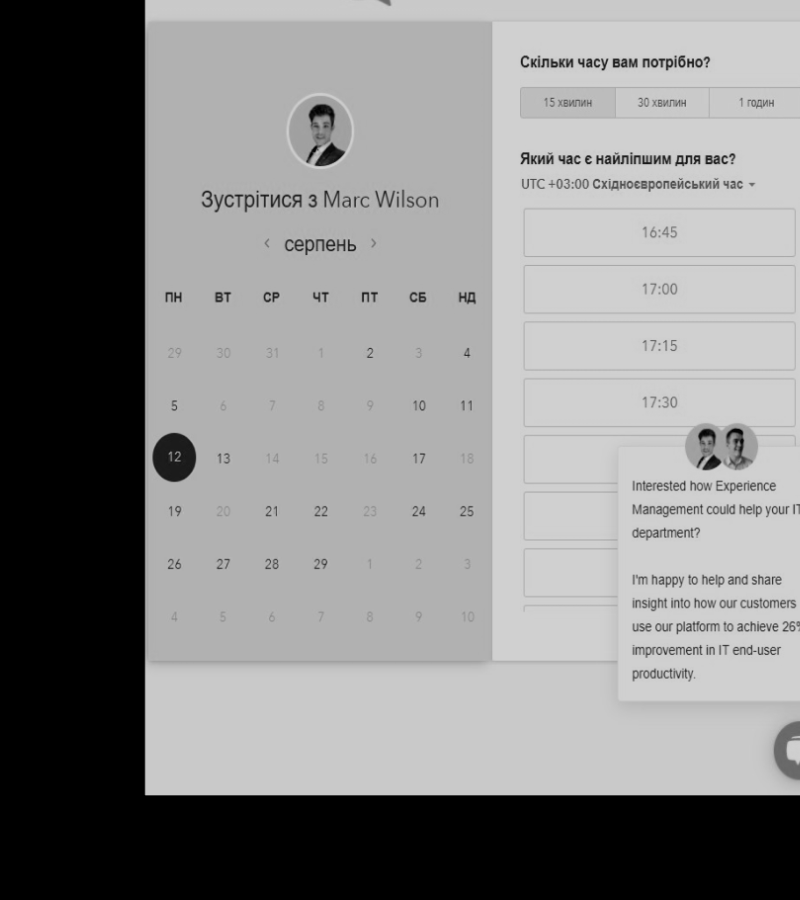 Зустрітися з Marc Wilson
серпень
ПН ВТ СР ЧТ ПТ СБ НД
29 30 31 1 2 3 4
5 6 7 8 9 10 11
12 13 14 15 16 17 18
19 20 21 22 23 24 25
26 27 28 29 1 2 3
4 5 6 7 8 9 10
Скільки часу вам потрібно?
15 хвилин 30 хвилин 1 годин
Який час є найліпшим для вас?
UTC +03:00 Східноєвропейський час
16:45
17:00
17:15
17:30
Interested how Experience
Management could help your IT
department?
I'm happy to help and share
insight into how our customers
use our platform to achieve 26%
improvement in IT end-user
productivity.